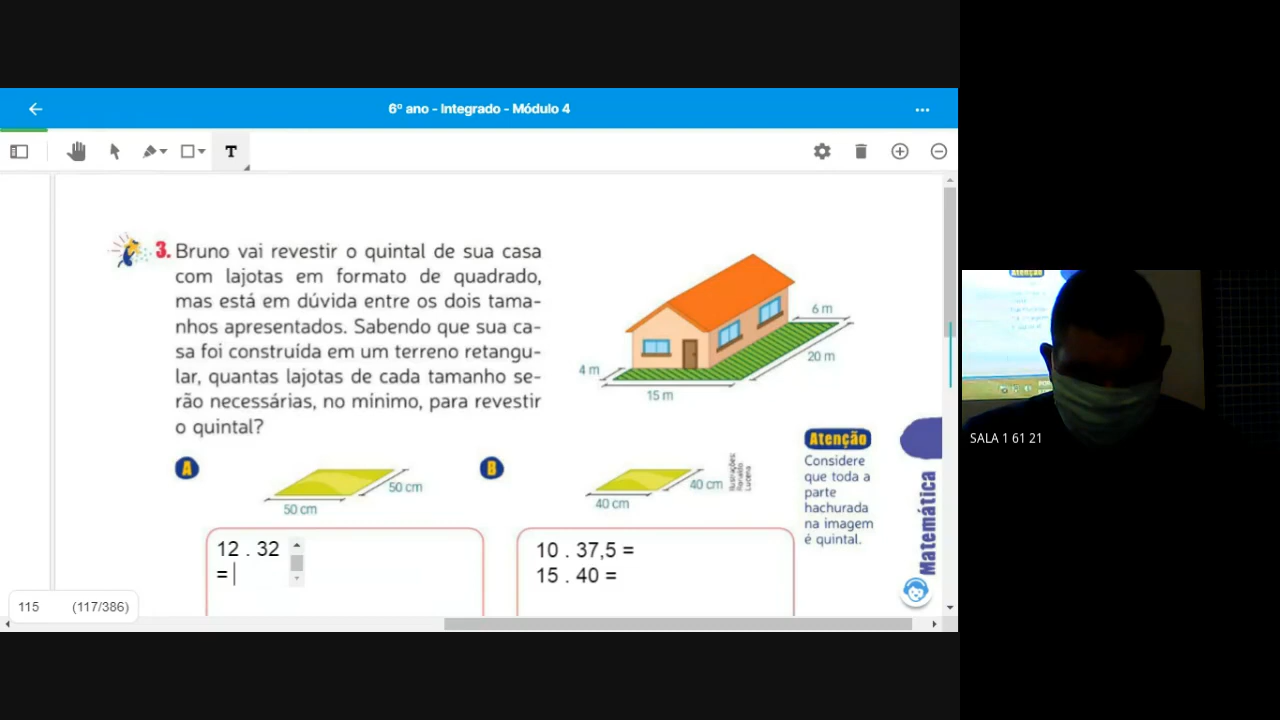 6º ano - Integrado - Módulo 4
T
3. Bruno vai revestir o quintal de sua casa
com lajotas em formato de quadrado,
mas está em dúvida entre os dois tama-
nhos apresentados. Sabendo que sua ca-
sa foi construída em um terreno retangu-
lar, quantas lajotas de cada tamanho se-
rão necessárias, no mínimo, para revestir
o quintal?
6 m
20 m
4 m
15 m
A
50 cm
50 cm
B
40 cm
40 cm
Ilustrações:
Ronaldo
Lucena
Atenção
Considere
que toda a
parte
hachurada
na imagem
é quintal.
Matemática
12 . 32
=
10 . 37,5 =
15 . 40 =
115 (117/386)
SALA 1 61 21